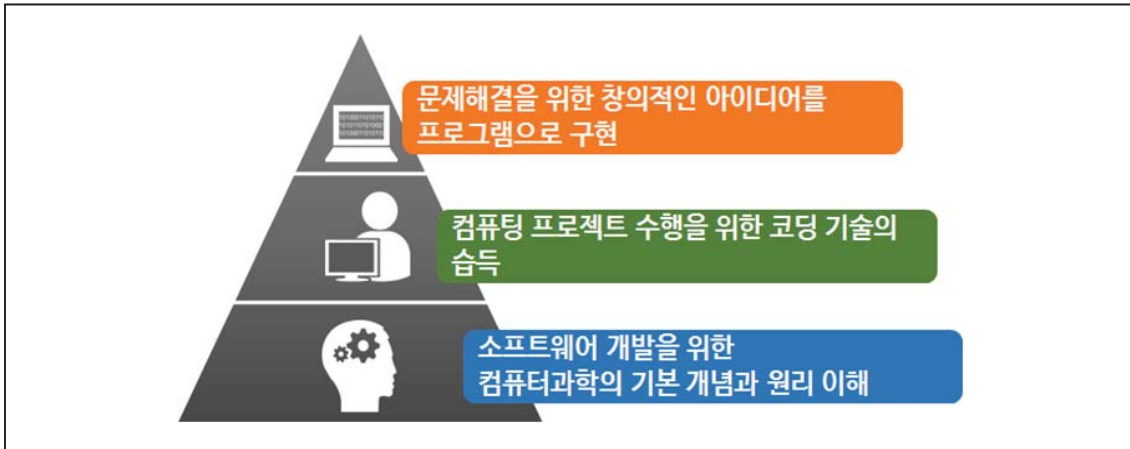 문제해결을 위한 창의적인 아이디어를
프로그램으로 구현
컴퓨팅 프로젝트 수행을 위한 코딩 기술의
습득
소프트웨어 개발을 위한
컴퓨터과학의 기본 개념과 원리 이해